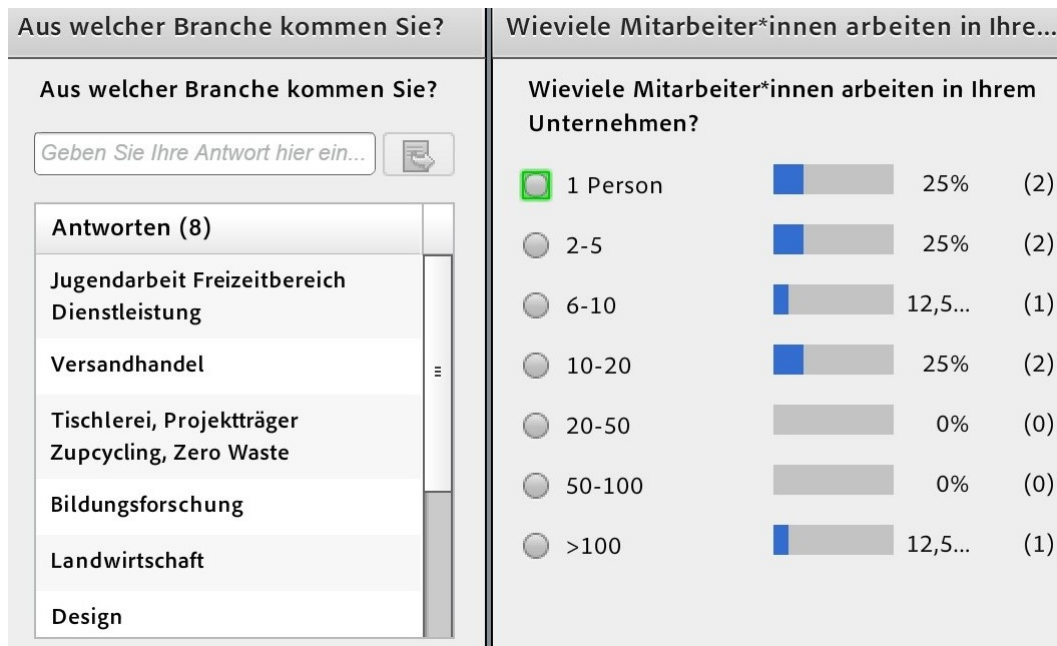 Aus welcher Branche kommen Sie?
Aus welcher Branche kommen Sie?
Geben Sie Ihre Antwort hier ein...
Antworten (8)
Jugendarbeit Freizeitbereich
Dienstleistung
Versandhandel
Tischlerei, Projektträger
Zupcycling, Zero Waste
Bildungsforschung
Landwirtschaft
Design
Wieviele Mitarbeiter*innen arbeiten in Ihre...
Wieviele Mitarbeiter*innen arbeiten in Ihrem
Unternehmen?
1 Person 25% (2)
2-5 25% (2)
6-10 12,5... (1)
10-20 25% (2)
20-50 0% (0)
50-100 0% (0)
>100 12,5... (1)